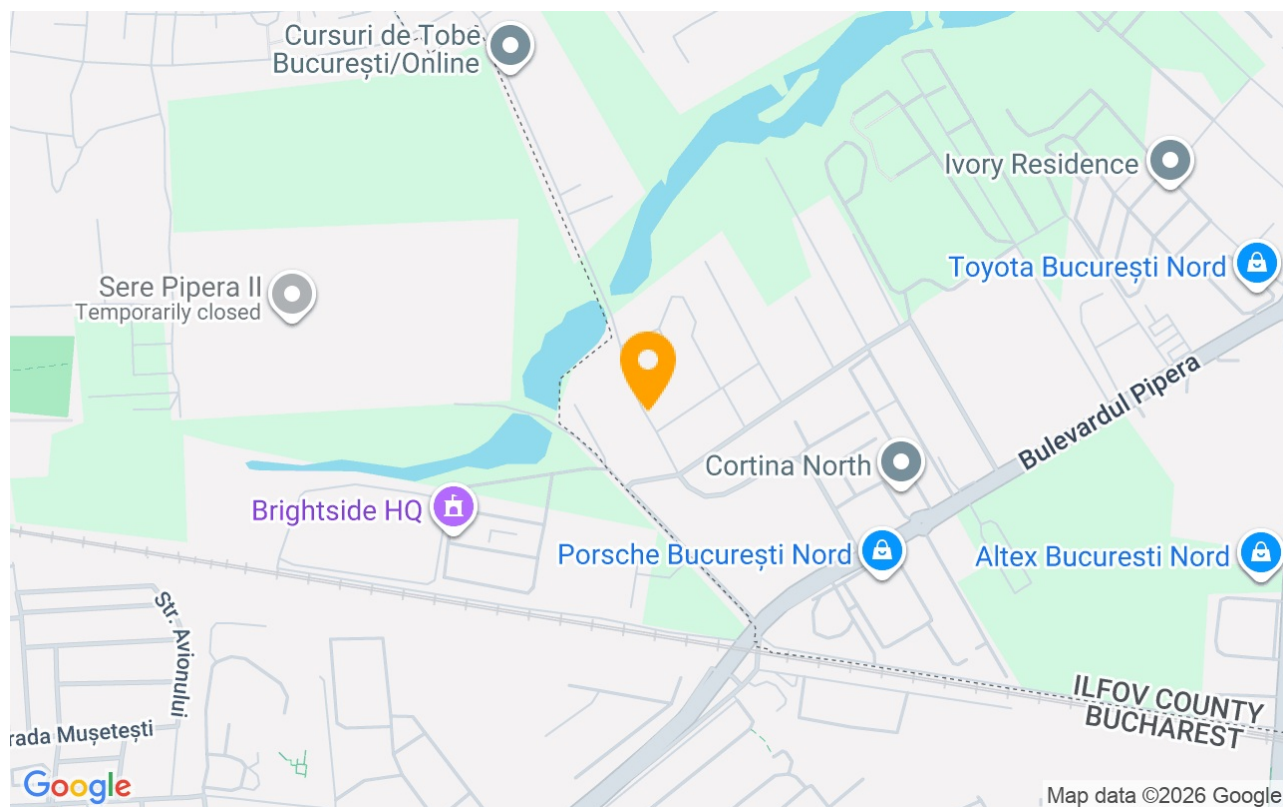 Cursuri de Tobe
București/Online
Ivory Residence
Toyota București Nord
Sere Pipera II
Temporarily closed
Bulevardul Pipera
Cortina North
Brightside HQ
Porsche București Nord
Altex Bucuresti Nord
Str. Avionului
ILFOV COUNTY
BUCHAREST
rada Mușetești
Google
Map data ©2026 Google